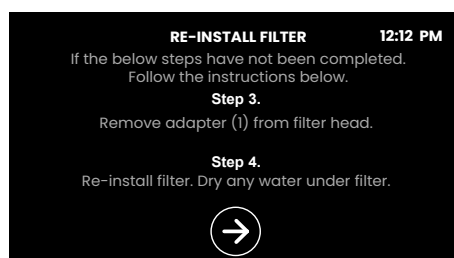 RE-INSTALL FILTER 12:12 PM
If the below steps have not been completed.
Follow the instructions below.
Step 3.
Remove adapter (1) from filter head.
Step 4.
Re-install filter. Dry any water under filter.